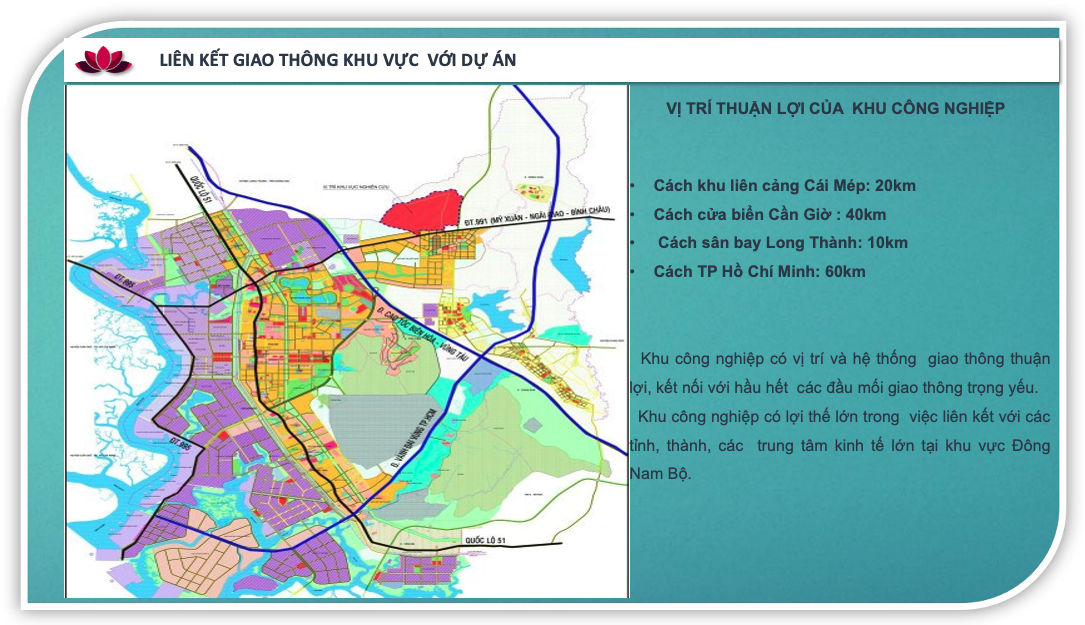 LIÊN KẾT GIAO THÔNG KHU VỰC VỚI DỰ ÁN
VỊ TRÍ THUẬN LỢI CỦA KHU CÔNG NGHIỆP
• Cách khu liên cảng Cái Mép: 20km
• Cách cửa biển Cần Giờ : 40km
• Cách sân bay Long Thành: 10km
• Cách TP Hồ Chí Minh: 60km
Khu công nghiệp có vị trí và hệ thống giao thông thuận
lợi, kết nối với hầu hết các đầu mối giao thông trọng yếu.
Khu công nghiệp có lợi thế lớn trong việc liên kết với các
tỉnh, thành, các trung tâm kinh tế lớn tại khu vực Đông
Nam Bộ.
QUỐC LỘ 51
VỊ TRÍ KHU VỰC NGHIÊN CỨU
ĐT.991 (MỸ XUÂN - NGÃI GIAO - BÌNH CHÂU)
ĐT.965
Đ. CAO TỐC BIÊN HÒA - VŨNG TÀU
Đ. VÀNH ĐAI VÙNG TP.HCM
ĐT.965
QUỐC LỘ 51